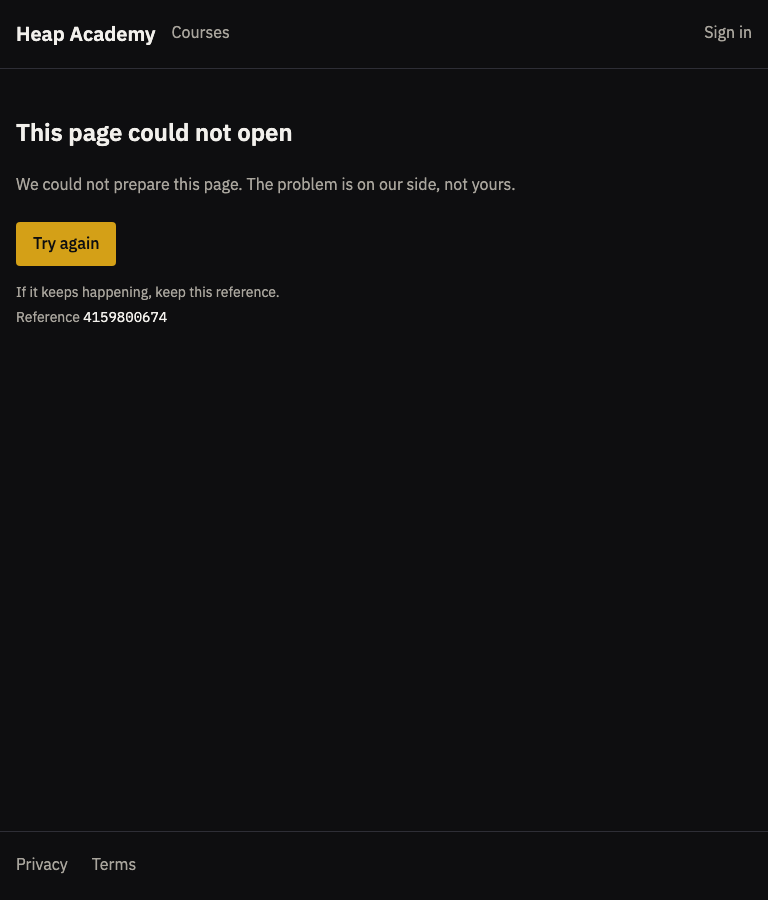 Heap Academy Courses Sign in
This page could not open
We could not prepare this page. The problem is on our side, not yours.
Try again
If it keeps happening, keep this reference.
Reference 4159800674
Privacy Terms